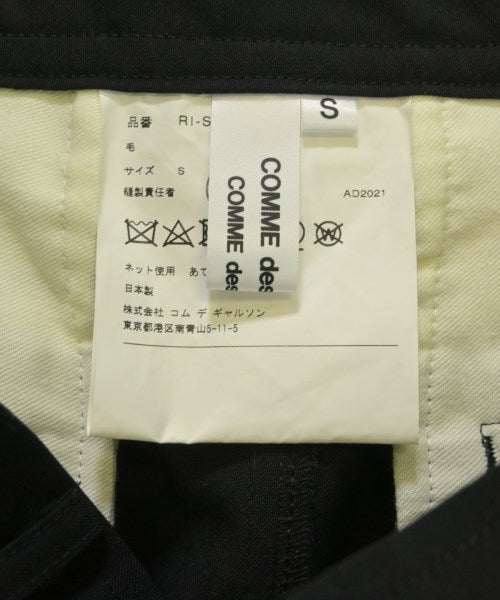 S
品番 RI-S
毛
サイズ S
縫製責任者
AD2021
COMME des
COMME des
W
ネット使用 あて
日本製
株式会社 コム デ ギャルソン
東京都港区南青山5-11-5